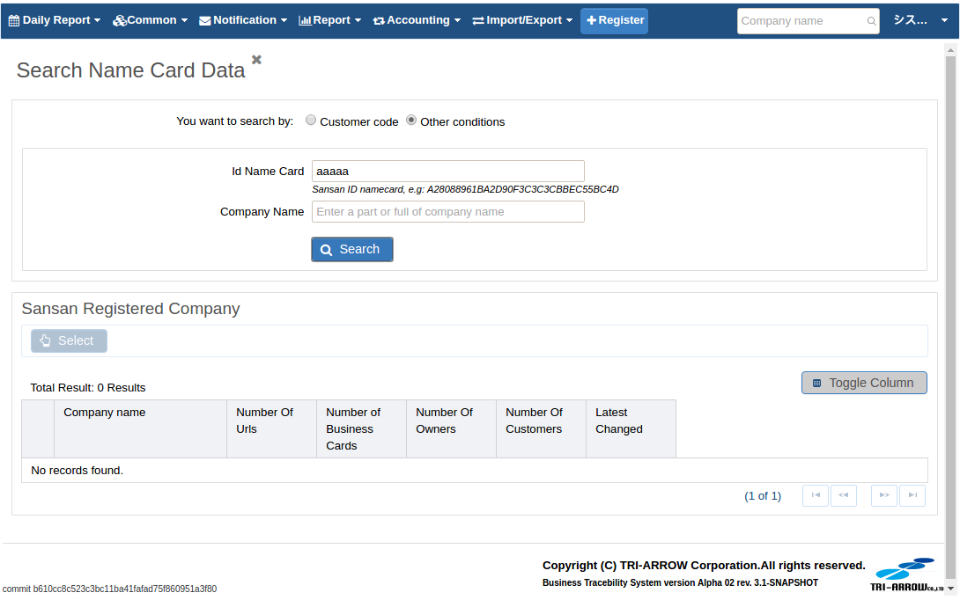 Daily Report Common Notification Report Accounting Import/Export Register Company name シス...
Search Name Card Data
You want to search by: Customer code Other conditions
Id Name Card aaaaa
Sansan ID namecard, e.g: A28088961BA2D90F3C3C3CBBEC55BC4D
Company Name Enter a part or full of company name
Search
Sansan Registered Company
Select
Total Result: 0 Results
Toggle Column
Company name Number Of Urls Number of Business Cards Number Of Owners Number Of Customers Latest Changed
No records found.
(1 of 1)
Copyright (C) TRI-ARROW Corporation.All rights reserved.
Business Tracebility System version Alpha 02 rev. 3.1-SNAPSHOT
TRI-ARROW
commit b610cc8c523c3bc11ba41fafad75f860951a3f80